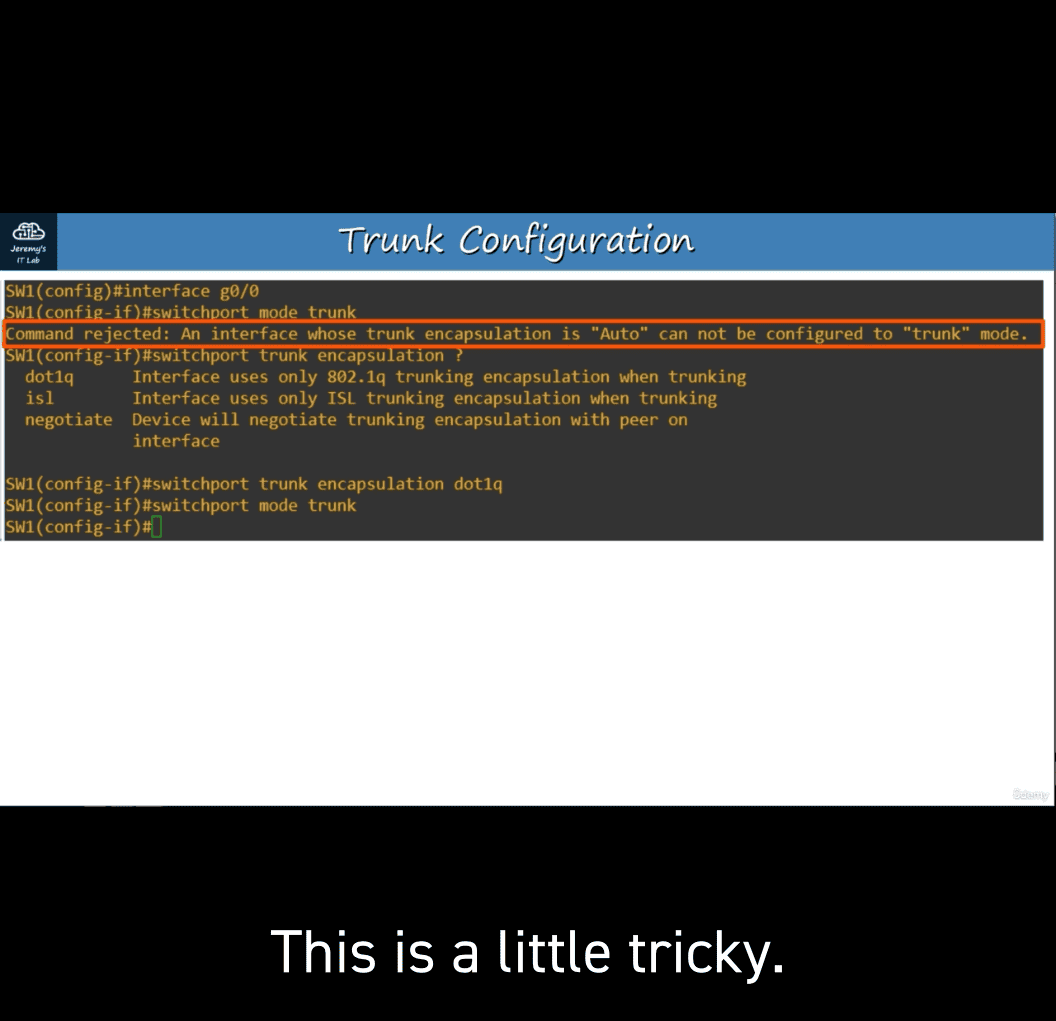 Jeremy's
IT Lab
Trunk Configuration
SW1(config)#interface g0/0
SW1(config-if)#switchport mode trunk
Command rejected: An interface whose trunk encapsulation is "Auto" can not be configured to "trunk" mode.
SW1(config-if)#switchport trunk encapsulation ?
  dot1q      Interface uses only 802.1q trunking encapsulation when trunking
  isl        Interface uses only ISL trunking encapsulation when trunking
  negotiate  Device will negotiate trunking encapsulation with peer on
             interface
SW1(config-if)#switchport trunk encapsulation dot1q
SW1(config-if)#switchport mode trunk
SW1(config-if)#
Udemy
This is a little tricky.